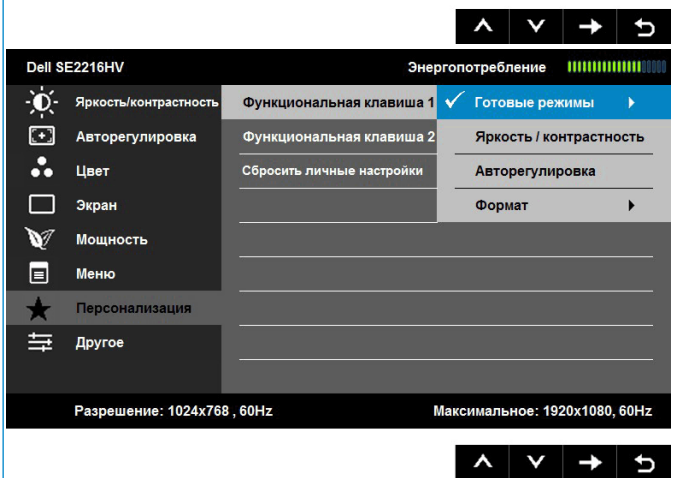 Dell SE2216HV Энергопотребление
Яркость/контрастность Функциональная клавиша 1 Готовые режимы
Авторегулировка Функциональная клавиша 2 Яркость / контрастность
Цвет Сбросить личные настройки Авторегулировка
Экран Формат
Мощность
Меню
Персонализация
Другое
Разрешение: 1024x768 , 60Hz Максимальное: 1920x1080, 60Hz